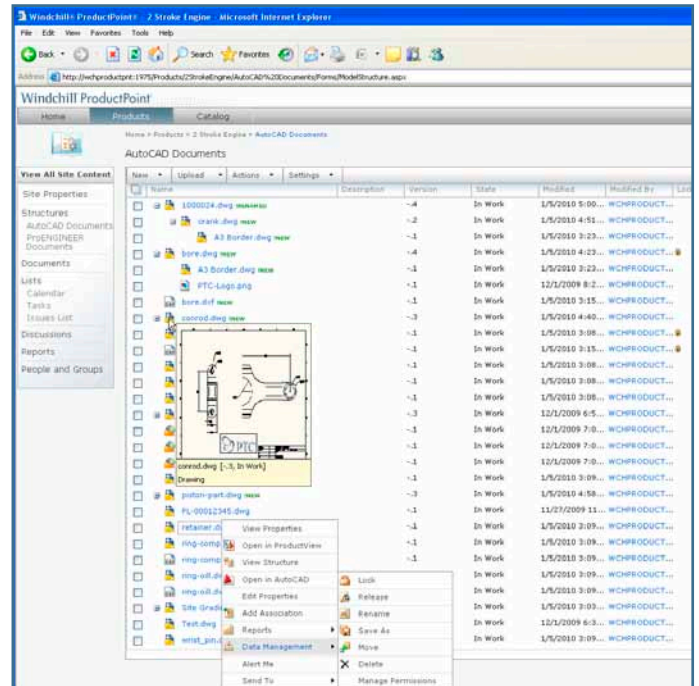 Windchill® ProductPoint® - 2 Stroke Engine - Microsoft Internet Explorer
File Edit View Favorites Tools Help
Back Search Favorites
Address http://wchproductpnt:1975/Products/2StrokeEngine/AutoCAD%20Documents/Forms/ModelStructure.aspx
Windchill ProductPoint
Home Products Catalog
Home > Products > 2 Stroke Engine > AutoCAD Documents
AutoCAD Documents
View All Site Content
Site Properties
Structures
AutoCAD Documents
ProENGINEER Documents
Documents
Lists
Calendar
Tasks
Issues List
Discussions
Reports
People and Groups
New Upload Actions Settings
Name Description Version State Modified Modified By Loc
1000024.dwg -.4 In Work 1/5/2010 5:00... WCHPRODUCT...
crank.dwg NEW -.2 In Work 1/5/2010 4:51... WCHPRODUCT...
A3 Border.dwg NEW -.1 In Work 1/5/2010 3:23... WCHPRODUCT...
bore.dwg NEW -.4 In Work 1/5/2010 4:23... WCHPRODUCT...
A3 Border.dwg NEW -.1 In Work 1/5/2010 3:23... WCHPRODUCT...
PTC-Logo.png -.1 In Work 12/1/2009 8:2... WCHPRODUCT...
bore.dxf NEW -.1 In Work 1/5/2010 3:15... WCHPRODUCT...
conrod.dwg NEW -.3 In Work 1/5/2010 4:40... WCHPRODUCT...
-.1 In Work 1/5/2010 3:08... WCHPRODUCT...
-.1 In Work 1/5/2010 3:15... WCHPRODUCT...
-.1 In Work 1/5/2010 3:08... WCHPRODUCT...
-.1 In Work 1/5/2010 3:08... WCHPRODUCT...
-.1 In Work 1/5/2010 3:08... WCHPRODUCT...
-.3 In Work 12/1/2009 6:5... WCHPRODUCT...
-.1 In Work 12/1/2009 7:0... WCHPRODUCT...
-.1 In Work 12/1/2009 7:0... WCHPRODUCT...
-.1 In Work 12/1/2009 7:0... WCHPRODUCT...
-.1 In Work 1/5/2010 3:09... WCHPRODUCT...
PTC
conrod.dwg [-.3, In Work]
Drawing
piston-part.dwg NEW -.3 In Work 1/5/2010 4:58... WCHPRODUCT...
PL-00012345.dwg In Work 11/27/2009 11... WCHPRODUCT...
retainer.d -.1 In Work 1/5/2010 3:09... WCHPRODUCT...
ring-comp -.1 In Work 1/5/2010 3:09... WCHPRODUCT...
ring-comp -.1 In Work 1/5/2010 3:09... WCHPRODUCT...
ring-oil.d In Work 1/5/2010 3:09... WCHPRODUCT...
ring-oil.d In Work 1/5/2010 3:09... WCHPRODUCT...
Site Gradi In Work 1/5/2010 3:03... WCHPRODUCT...
Test.dwg In Work 12/1/2009 6:3... WCHPRODUCT...
wrist_pin.d In Work 1/5/2010 3:09... WCHPRODUCT...
View Properties
Open in ProductView
View Structure
Open in AutoCAD
Edit Properties
Add Association
Reports
Data Management
Alert Me
Send To
Lock
Release
Rename
Save As
Move
Delete
Manage Permissions